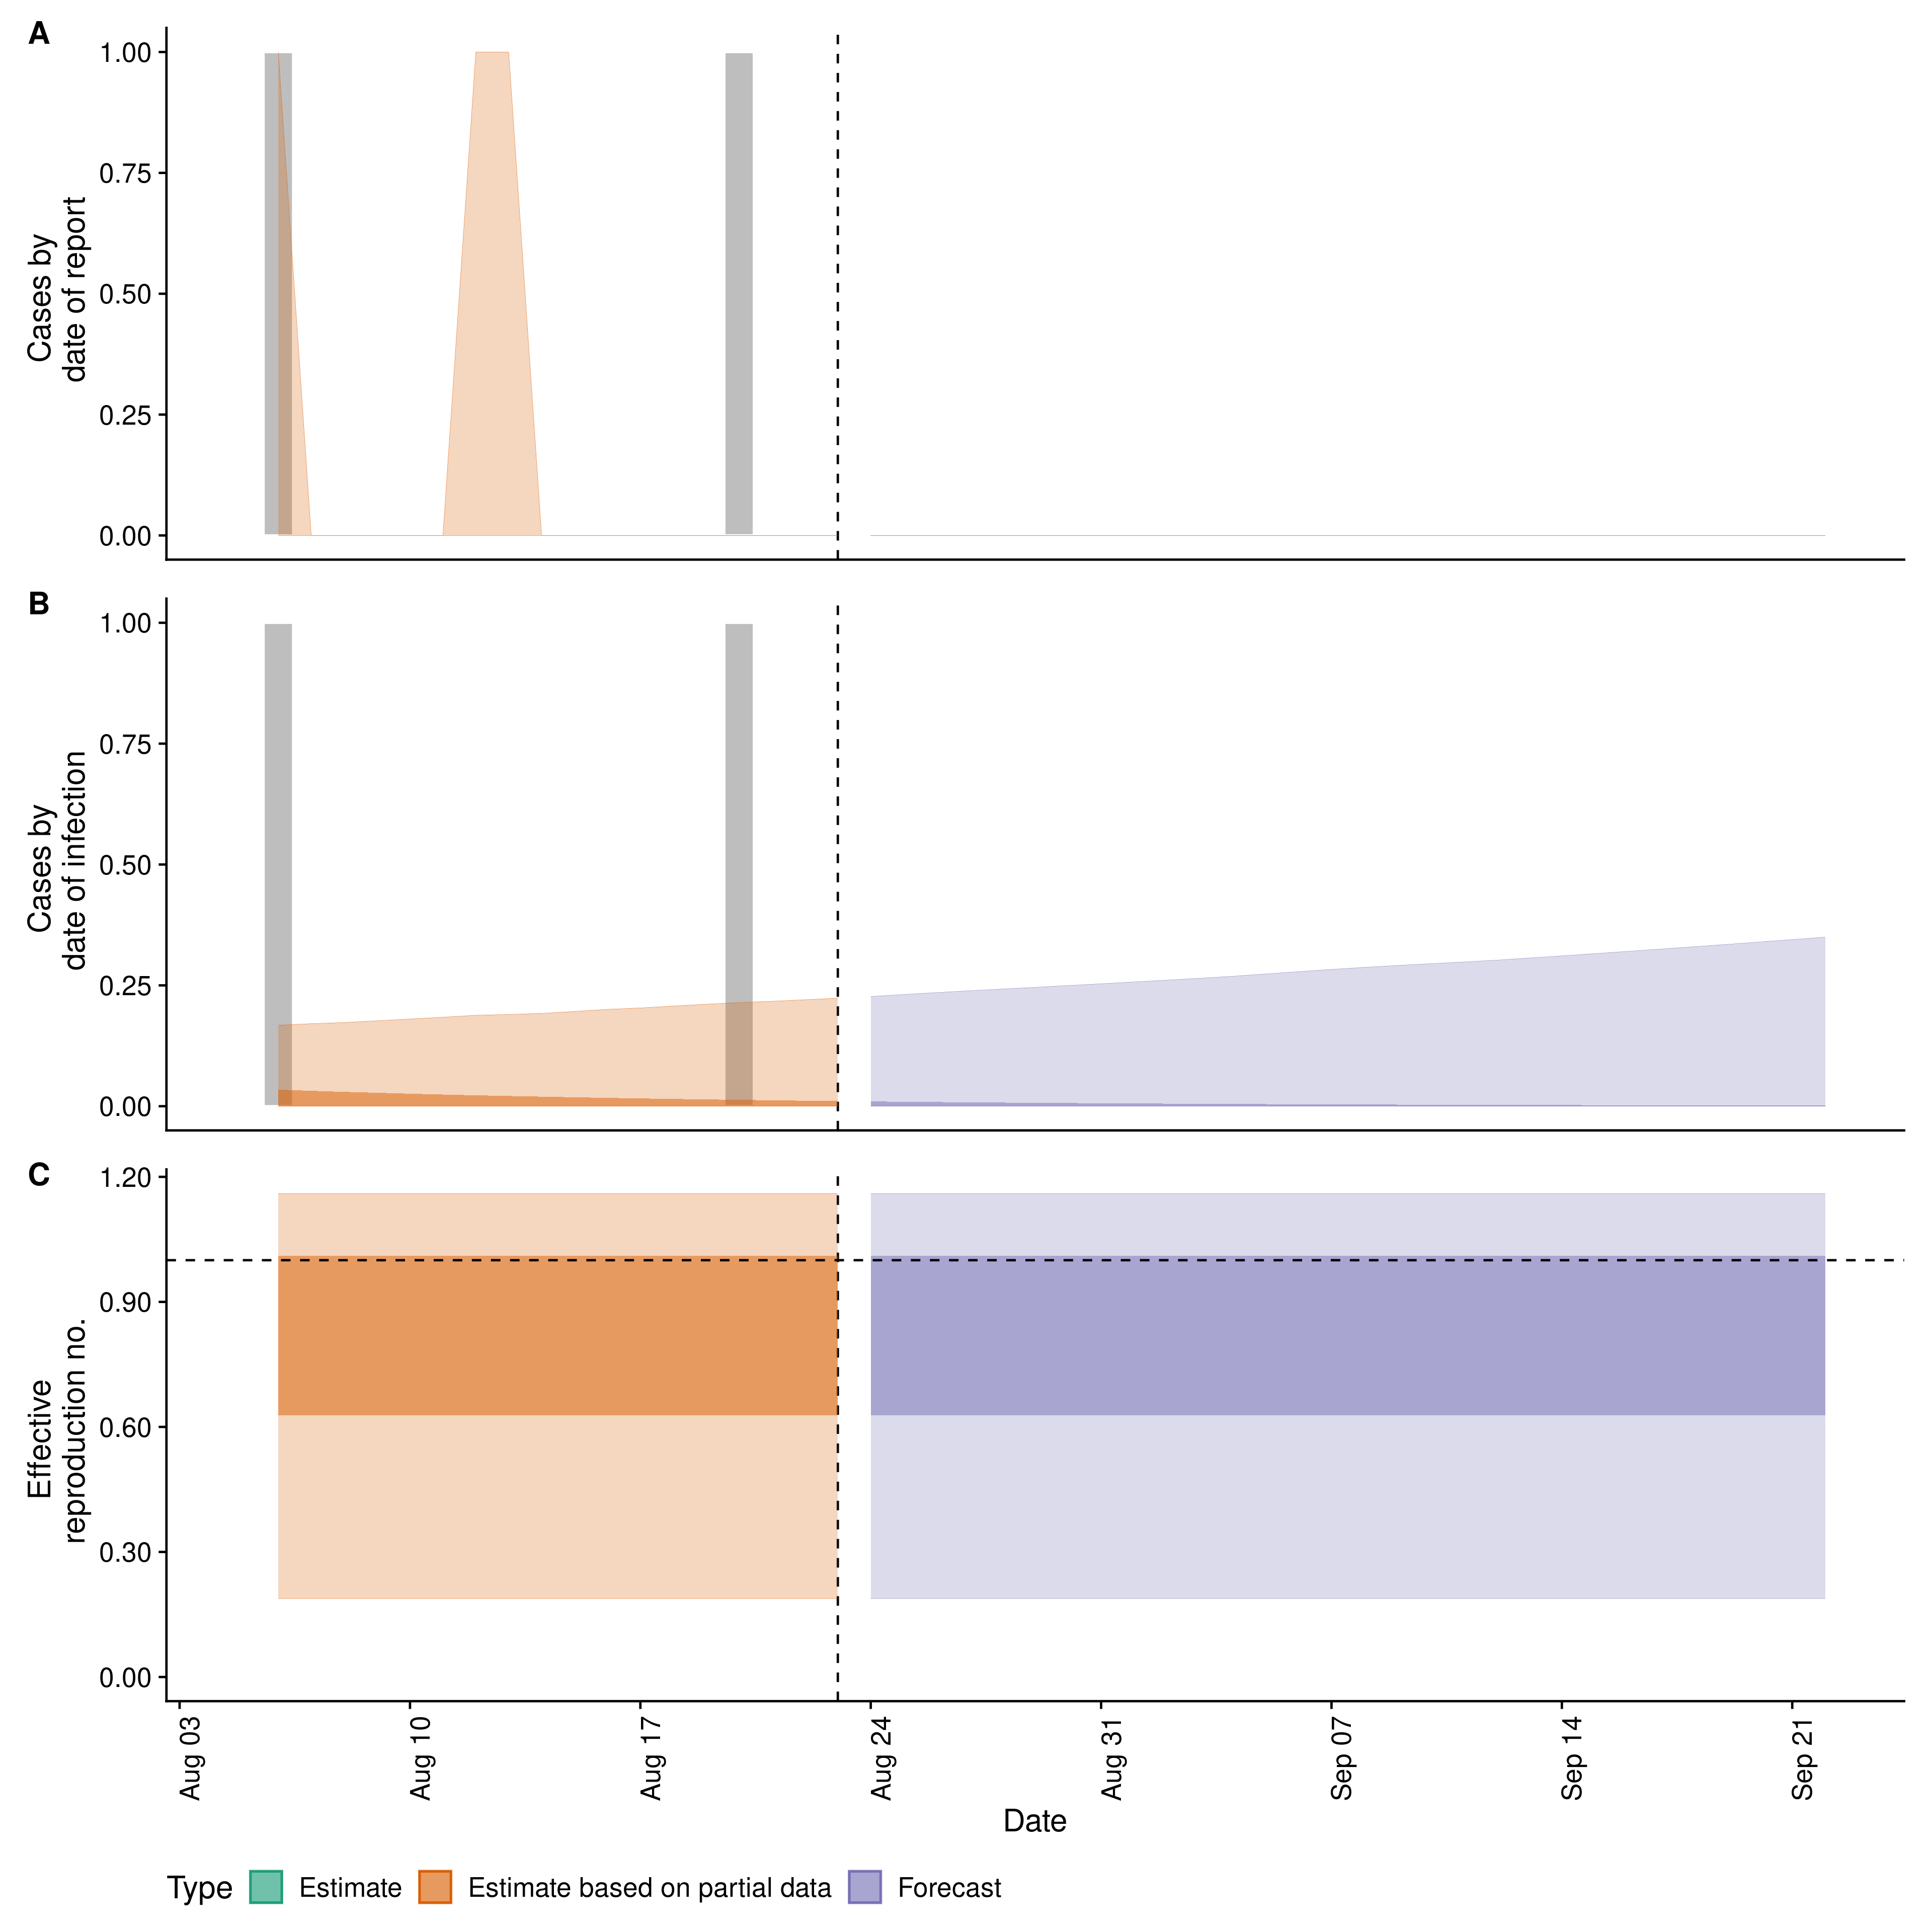 A
1.00
0.75
0.50
0.25
0.00
Cases by
date of report
B
1.00
0.75
0.50
0.25
0.00
Cases by
date of infection
C
1.20
0.90
0.60
0.30
0.00
Effective
reproduction no.
Aug 03
Aug 10
Aug 17
Aug 24
Aug 31
Sep 07
Sep 14
Sep 21
Date
Type Estimate Estimate based on partial data Forecast